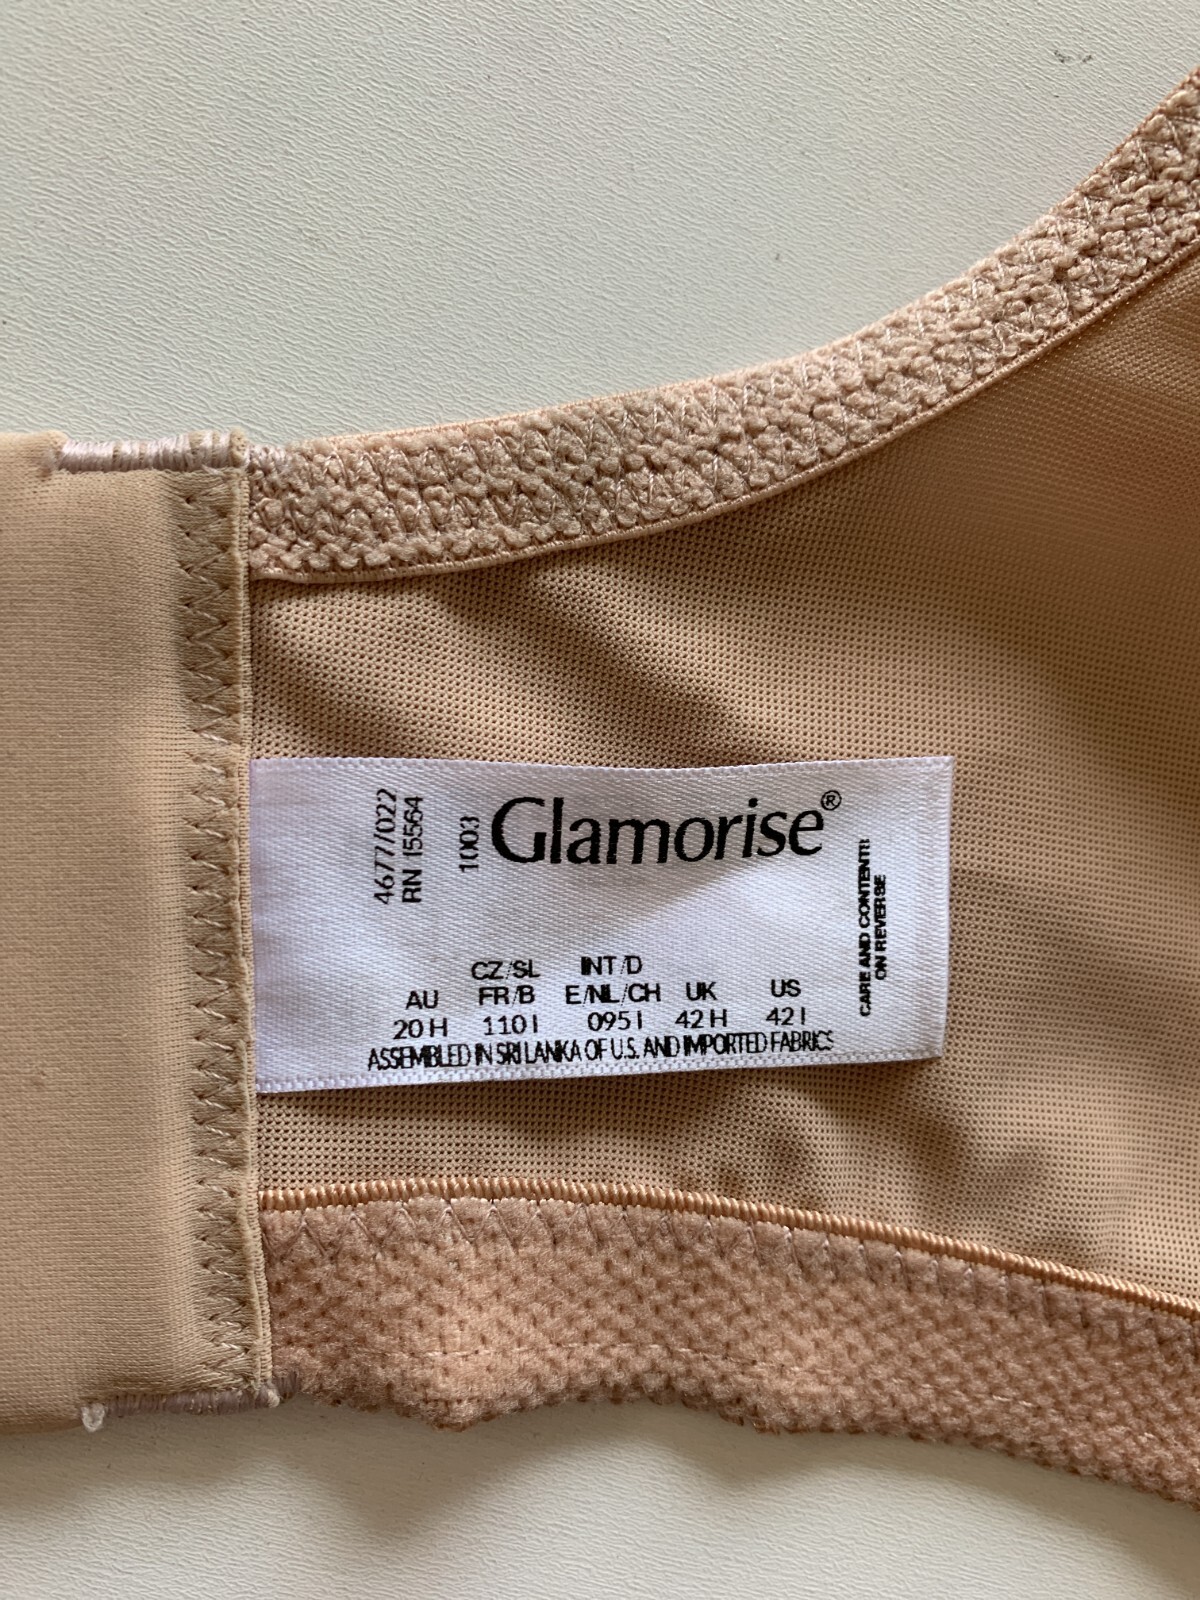 4677/022
RN 15564
1003
Glamorise®
CARE AND CONTENTS
ON REVERSE
CZ/SL INT/D
AU FR/B E/NL/CH UK US
20 H 110 I 095 I 42 H 42 I
ASSEMBLED IN SRI LANKA OF U.S. AND IMPORTED FABRICS